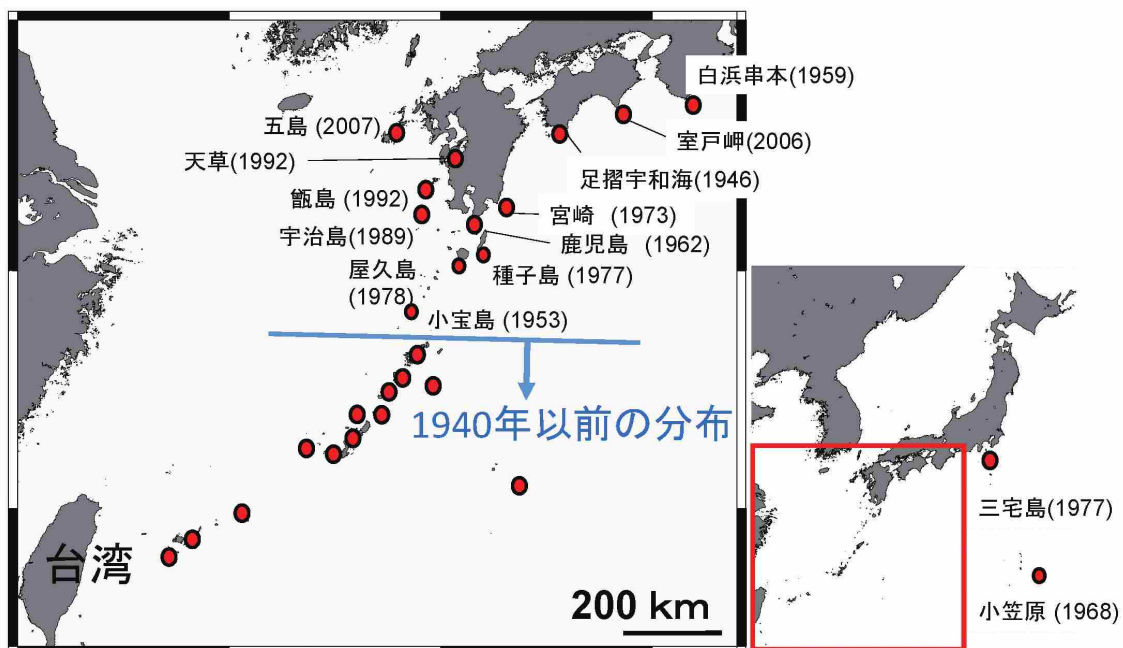 白浜串本(1959)
五島 (2007)
室戸岬(2006)
天草(1992)
足摺宇和海(1946)
甑島 (1992)
宮崎 (1973)
宇治島(1989)
鹿児島 (1962)
屋久島
(1978)
種子島 (1977)
小宝島 (1953)
1940年以前の分布
台湾
200 km
三宅島(1977)
小笠原(1968)